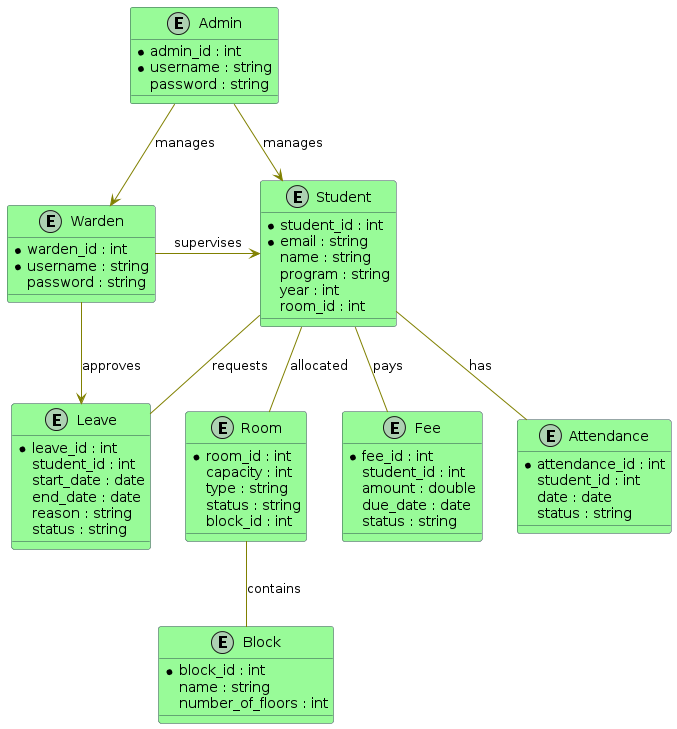 E Admin
admin_id : int
username : string
password : string
manages
manages
E Warden
warden_id : int
username : string
password : string
supervises
E Student
student_id : int
email : string
name : string
program : string
year : int
room_id : int
approves
requests
allocated
pays
has
E Leave
leave_id : int
student_id : int
start_date : date
end_date : date
reason : string
status : string
E Room
room_id : int
capacity : int
type : string
status : string
block_id : int
E Fee
fee_id : int
student_id : int
amount : double
due_date : date
status : string
E Attendance
attendance_id : int
student_id : int
date : date
status : string
contains
E Block
block_id : int
name : string
number_of_floors : int